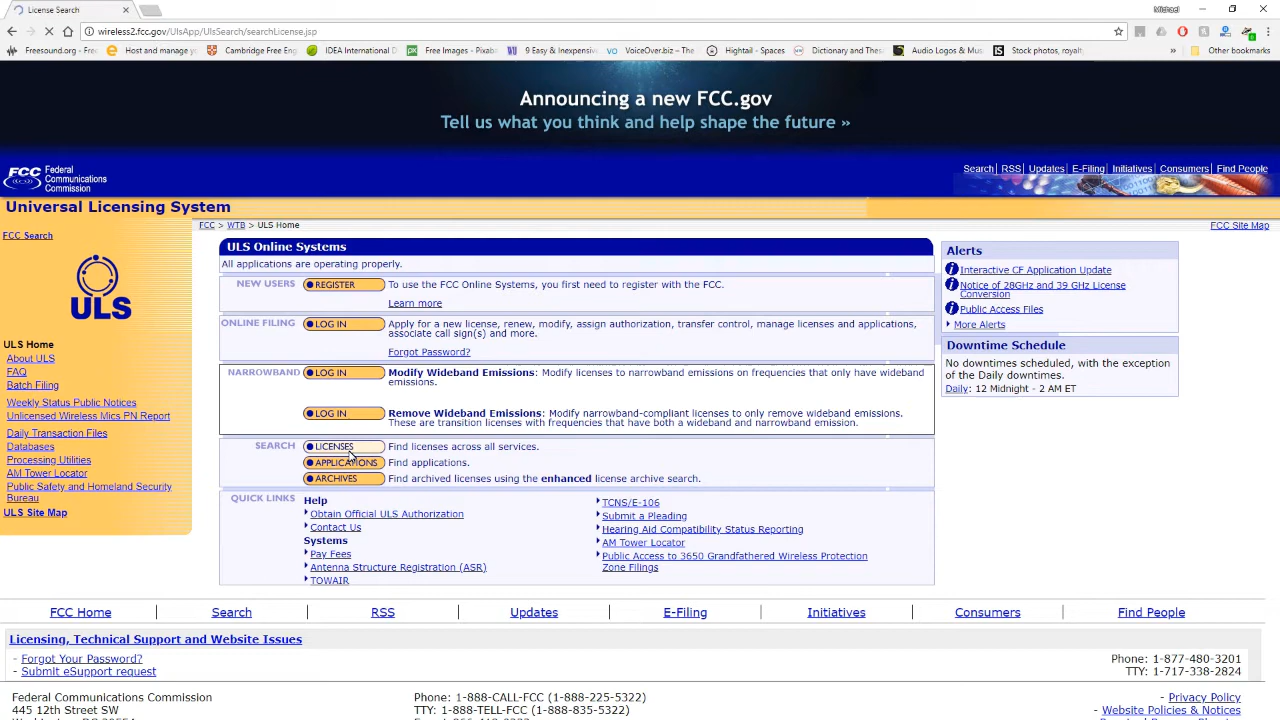 License Search
Michael
wireless2.fcc.gov/UlsApp/UlsSearch/searchLicense.jsp
Freesound.org - Fre
Host and manage y
Cambridge Free Eng
IDEA International D
Free Images - Pixab
9 Easy & Inexpensiv
VoiceOver.biz – The
Hightail - Spaces
Dictionary and Thes
Audio Logos & Mus
Stock photos, royalt
»
Other bookmarks
Announcing a new FCC.gov
Tell us what you think and help shape the future »
FCC Federal Communications Commission
Search | RSS | Updates | E-Filing | Initiatives | Consumers | Find People
Universal Licensing System
FCC > WTB > ULS Home
FCC Site Map
FCC Search
ULS
ULS Home
About ULS
FAQ
Batch Filing
Weekly Status Public Notices
Unlicensed Wireless Mics PN Report
Daily Transaction Files
Databases
Processing Utilities
AM Tower Locator
Public Safety and Homeland Security
Bureau
ULS Site Map
ULS Online Systems
All applications are operating properly.
NEW USERS REGISTER To use the FCC Online Systems, you first need to register with the FCC.
Learn more
ONLINE FILING LOG IN Apply for a new license, renew, modify, assign authorization, transfer control, manage licenses and applications,
associate call sign(s) and more.
Forgot Password?
NARROWBAND LOG IN Modify Wideband Emissions: Modify licenses to narrowband emissions on frequencies that only have wideband
emissions.
LOG IN Remove Wideband Emissions: Modify narrowband-compliant licenses to only remove wideband emissions.
These are transition licenses with frequencies that have both a wideband and narrowband emission.
SEARCH LICENSES Find licenses across all services.
APPLICATIONS Find applications.
ARCHIVES Find archived licenses using the enhanced license archive search.
QUICK LINKS Help
Obtain Official ULS Authorization
Contact Us
Systems
Pay Fees
Antenna Structure Registration (ASR)
TOWAIR
TCNS/E-106
Submit a Pleading
Hearing Aid Compatibility Status Reporting
AM Tower Locator
Public Access to 3650 Grandfathered Wireless Protection
Zone Filings
Alerts
Interactive CF Application Update
Notice of 28GHz and 39 GHz License
Conversion
Public Access Files
More Alerts
Downtime Schedule
No downtimes scheduled, with the exception
of the Daily downtimes.
Daily: 12 Midnight - 2 AM ET
FCC Home | Search | RSS | Updates | E-Filing | Initiatives | Consumers | Find People
Licensing, Technical Support and Website Issues
- Forgot Your Password?
- Submit eSupport request
Phone: 1-877-480-3201
TTY: 1-717-338-2824
Federal Communications Commission
445 12th Street SW
Phone: 1-888-CALL-FCC (1-888-225-5322)
TTY: 1-888-TELL-FCC (1-888-835-5322)
- Privacy Policy
- Website Policies & Notices